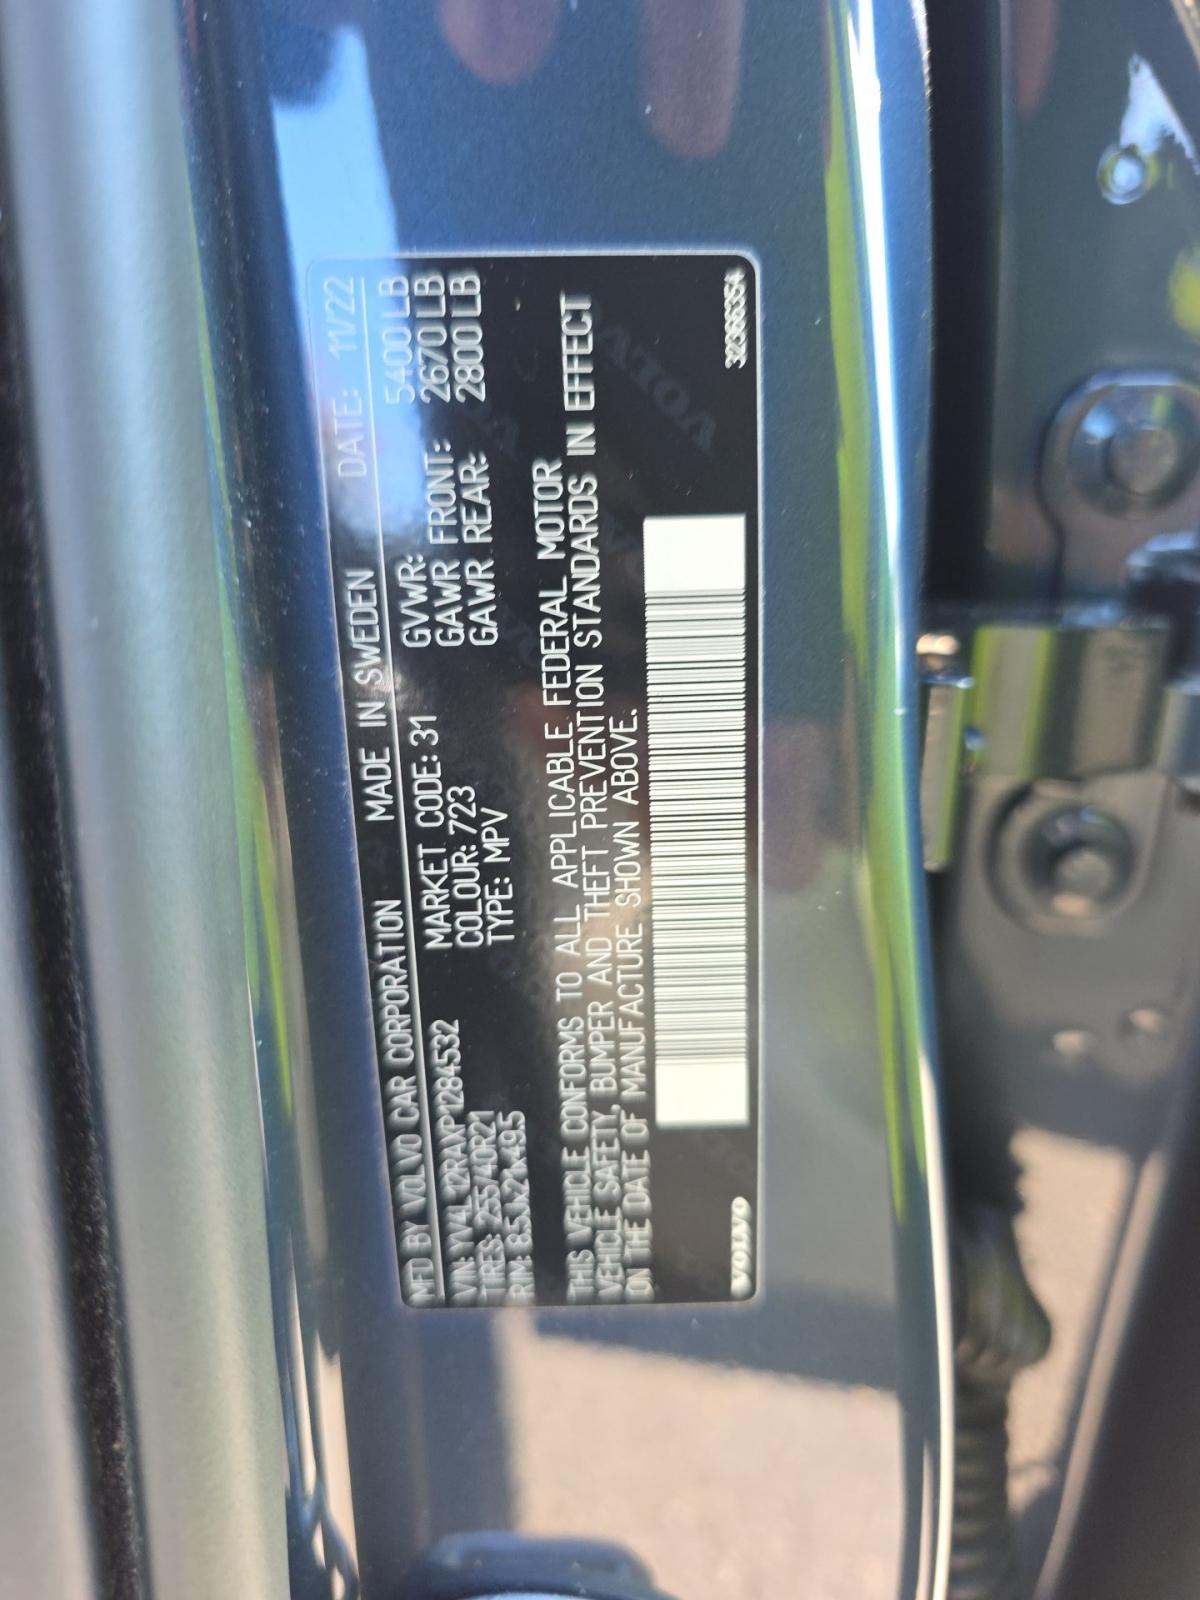 MFD BY VOLVO CAR CORPORATION MADE IN SWEDEN DATE: 11/22
VIN: YV4L12RAXP1284532 MARKET CODE: 31 GVWR: 5400 LB
TIRES: 255/40R21 COLOUR: 723 GAWR FRONT: 2670 LB
RIM: 8.5Jx21x49.5 TYPE: MPV GAWR REAR: 2800 LB
THIS VEHICLE CONFORMS TO ALL APPLICABLE FEDERAL MOTOR
VEHICLE SAFETY, BUMPER AND THEFT PREVENTION STANDARDS IN EFFECT
ON THE DATE OF MANUFACTURE SHOWN ABOVE.
VOLVO 32366354